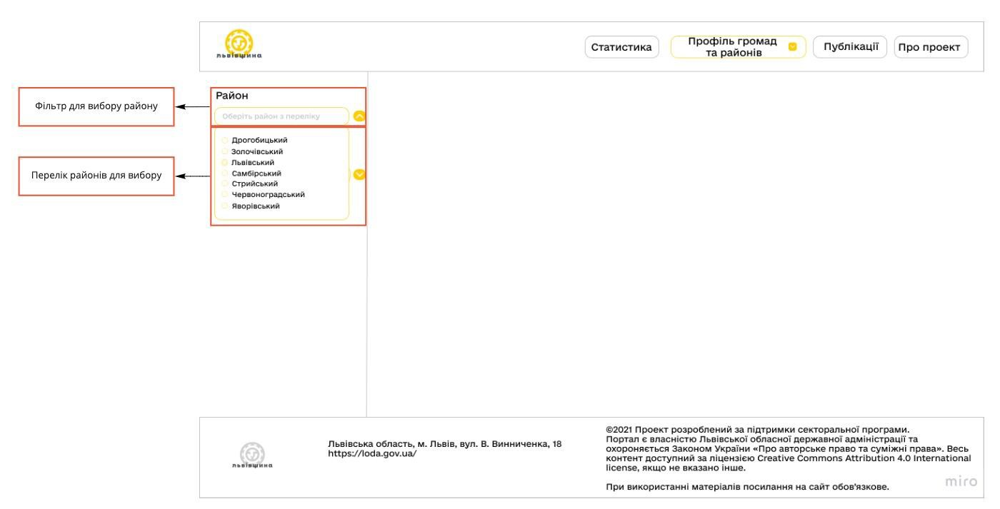 львівщина
Статистика
Профіль громад
та районів
Публікації
Про проект
Фільтр для вибору району
Район
Оберіть район з переліку
Перелік районів для вибору
Дрогобицький
Золочівський
Львівський
Самбірський
Стрийський
Червоноградський
Яворівський
львівщина
Львівська область, м. Львів, вул. В. Винниченка, 18
https://loda.gov.ua/
©2021 Проект розроблений за підтримки секторальної програми.
Портал є власністю Львівської обласної державної адміністрації та
охороняється Законом України «Про авторське право та суміжні права». Весь
контент доступний за ліцензією Creative Commons Attribution 4.0 International
license, якщо не вказано інше.
При використанні матеріалів посилання на сайт обов'язкове.
miro